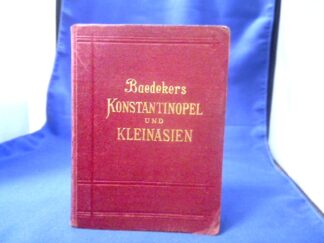 Baedekers
KONSTANTINOPEL
UND
KLEINASIEN